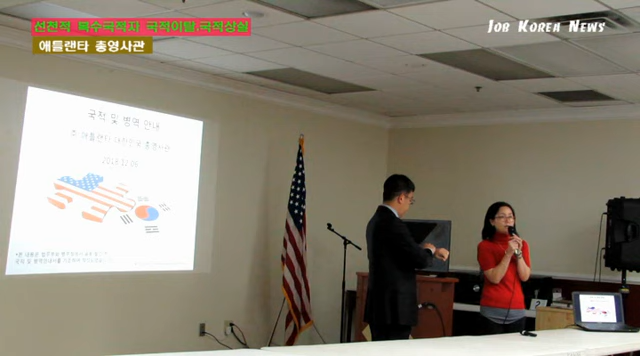 선천적 복수국적자 국적이탈.국적상실
애틀랜타 총영사관
Job Korea News
국적 및 병역 안내
주 애틀랜타 대한민국 총영사관